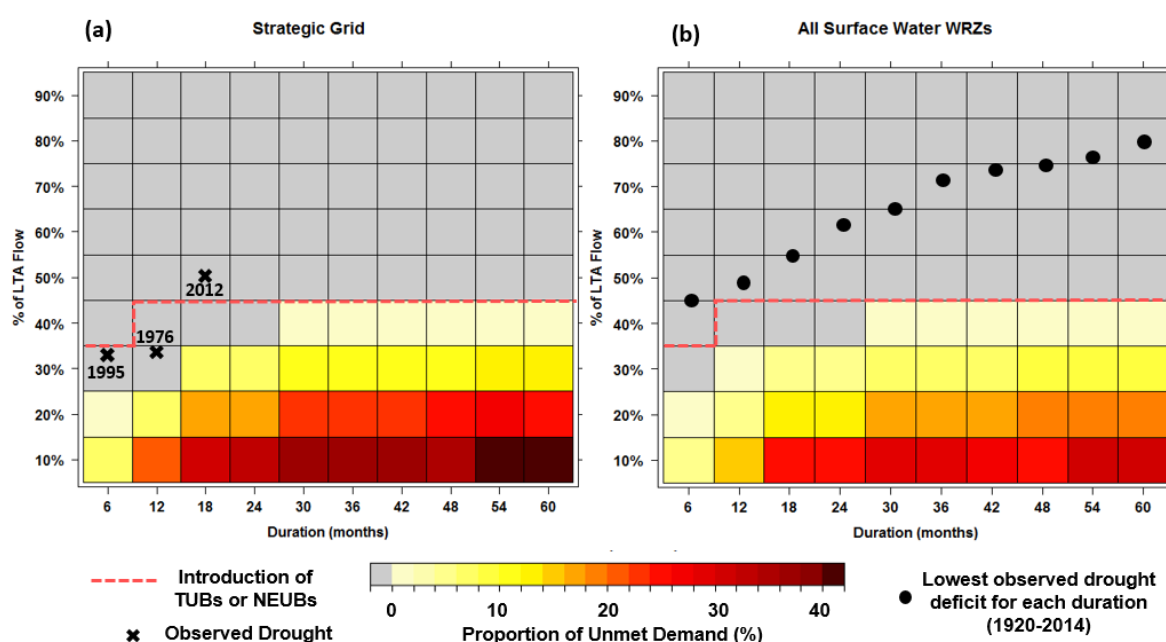 (a)
Strategic Grid
(b)
All Surface Water WRZs
% of LTA Flow
90%
80%
70%
60%
50%
40%
30%
20%
10%
2012
1976
1995
6 12 18 24 30 36 42 48 54 60
Duration (months)
% of LTA Flow
90%
80%
70%
60%
50%
40%
30%
20%
10%
6 12 18 24 30 36 42 48 54 60
Duration (months)
Introduction of
TUBs or NEUBs
Observed Drought
0 10 20 30 40
Proportion of Unmet Demand (%)
Lowest observed drought
deficit for each duration
(1920-2014)